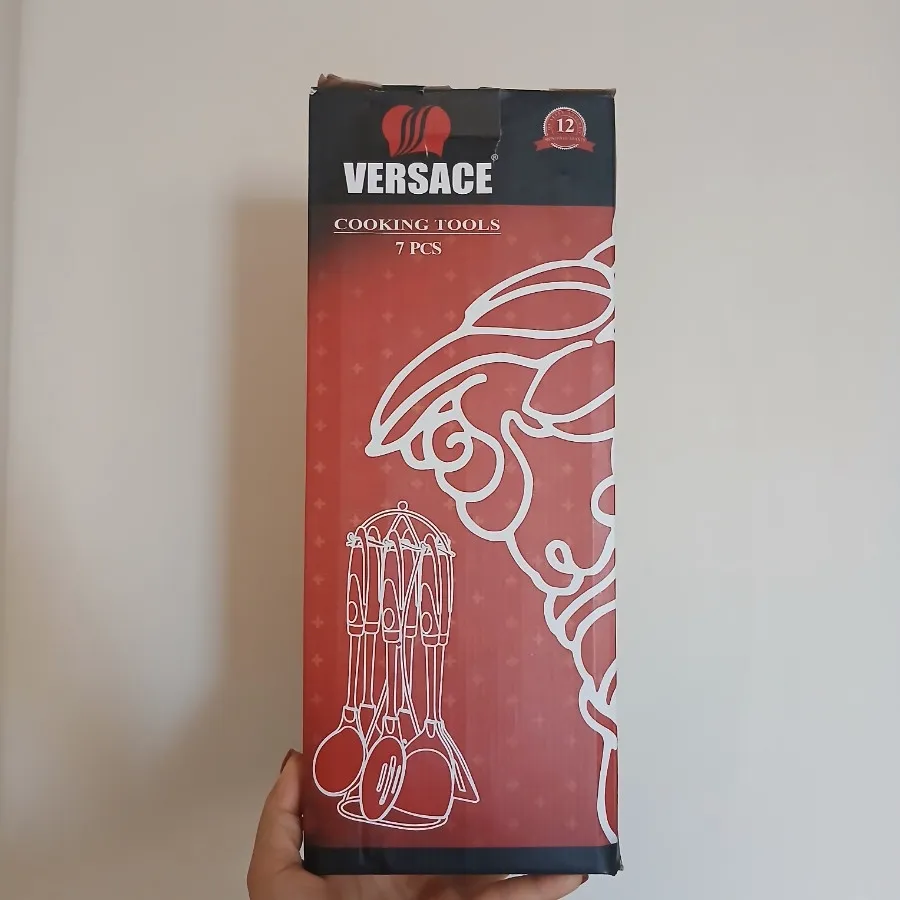 12
VERSACE®
COOKING TOOLS
7 PCS